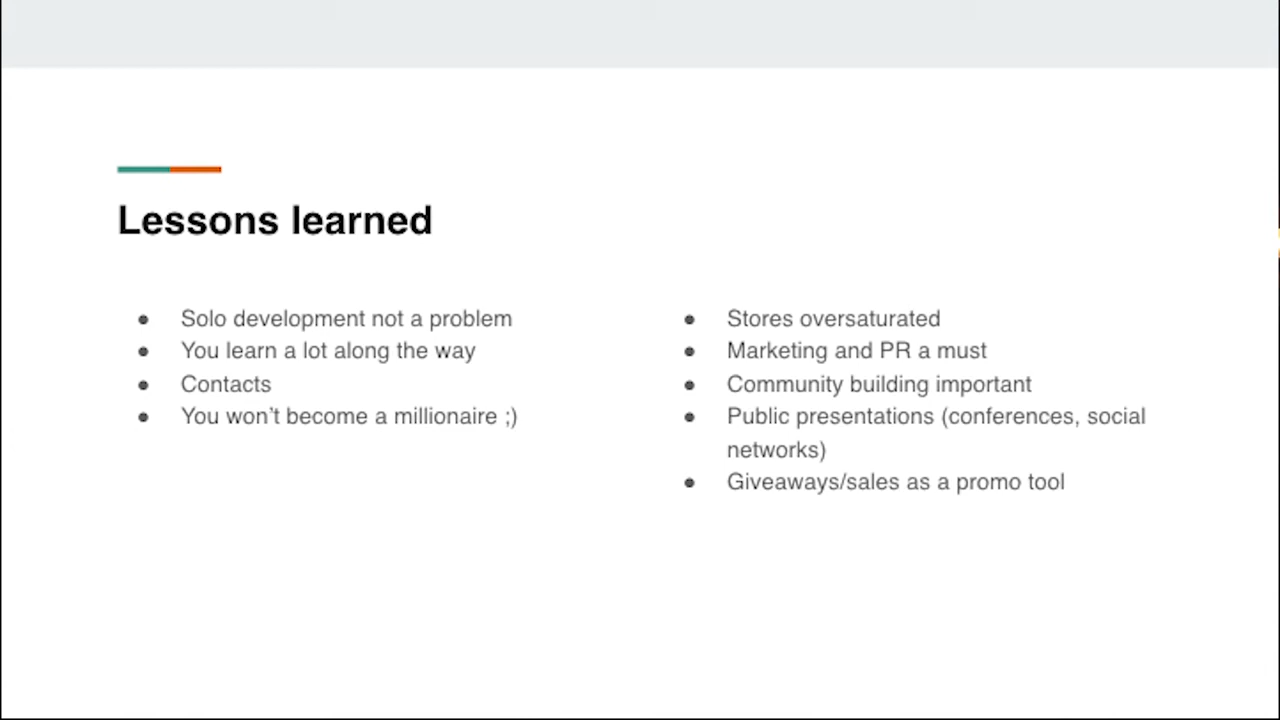 Lessons learned
● Solo development not a problem
● You learn a lot along the way
● Contacts
● You won't become a millionaire ;)
● Stores oversaturated
● Marketing and PR a must
● Community building important
● Public presentations (conferences, social
networks)
● Giveaways/sales as a promo tool